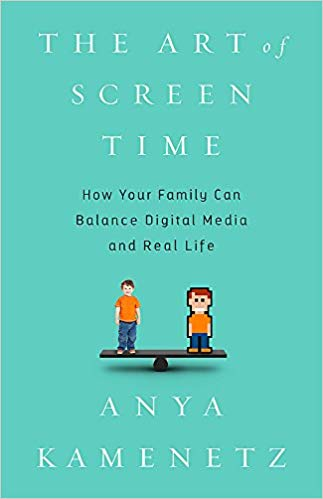 THE ART of
SCREEN
TIME
How Your Family Can
Balance Digital Media
and Real Life
ANYA
KAMENETZ